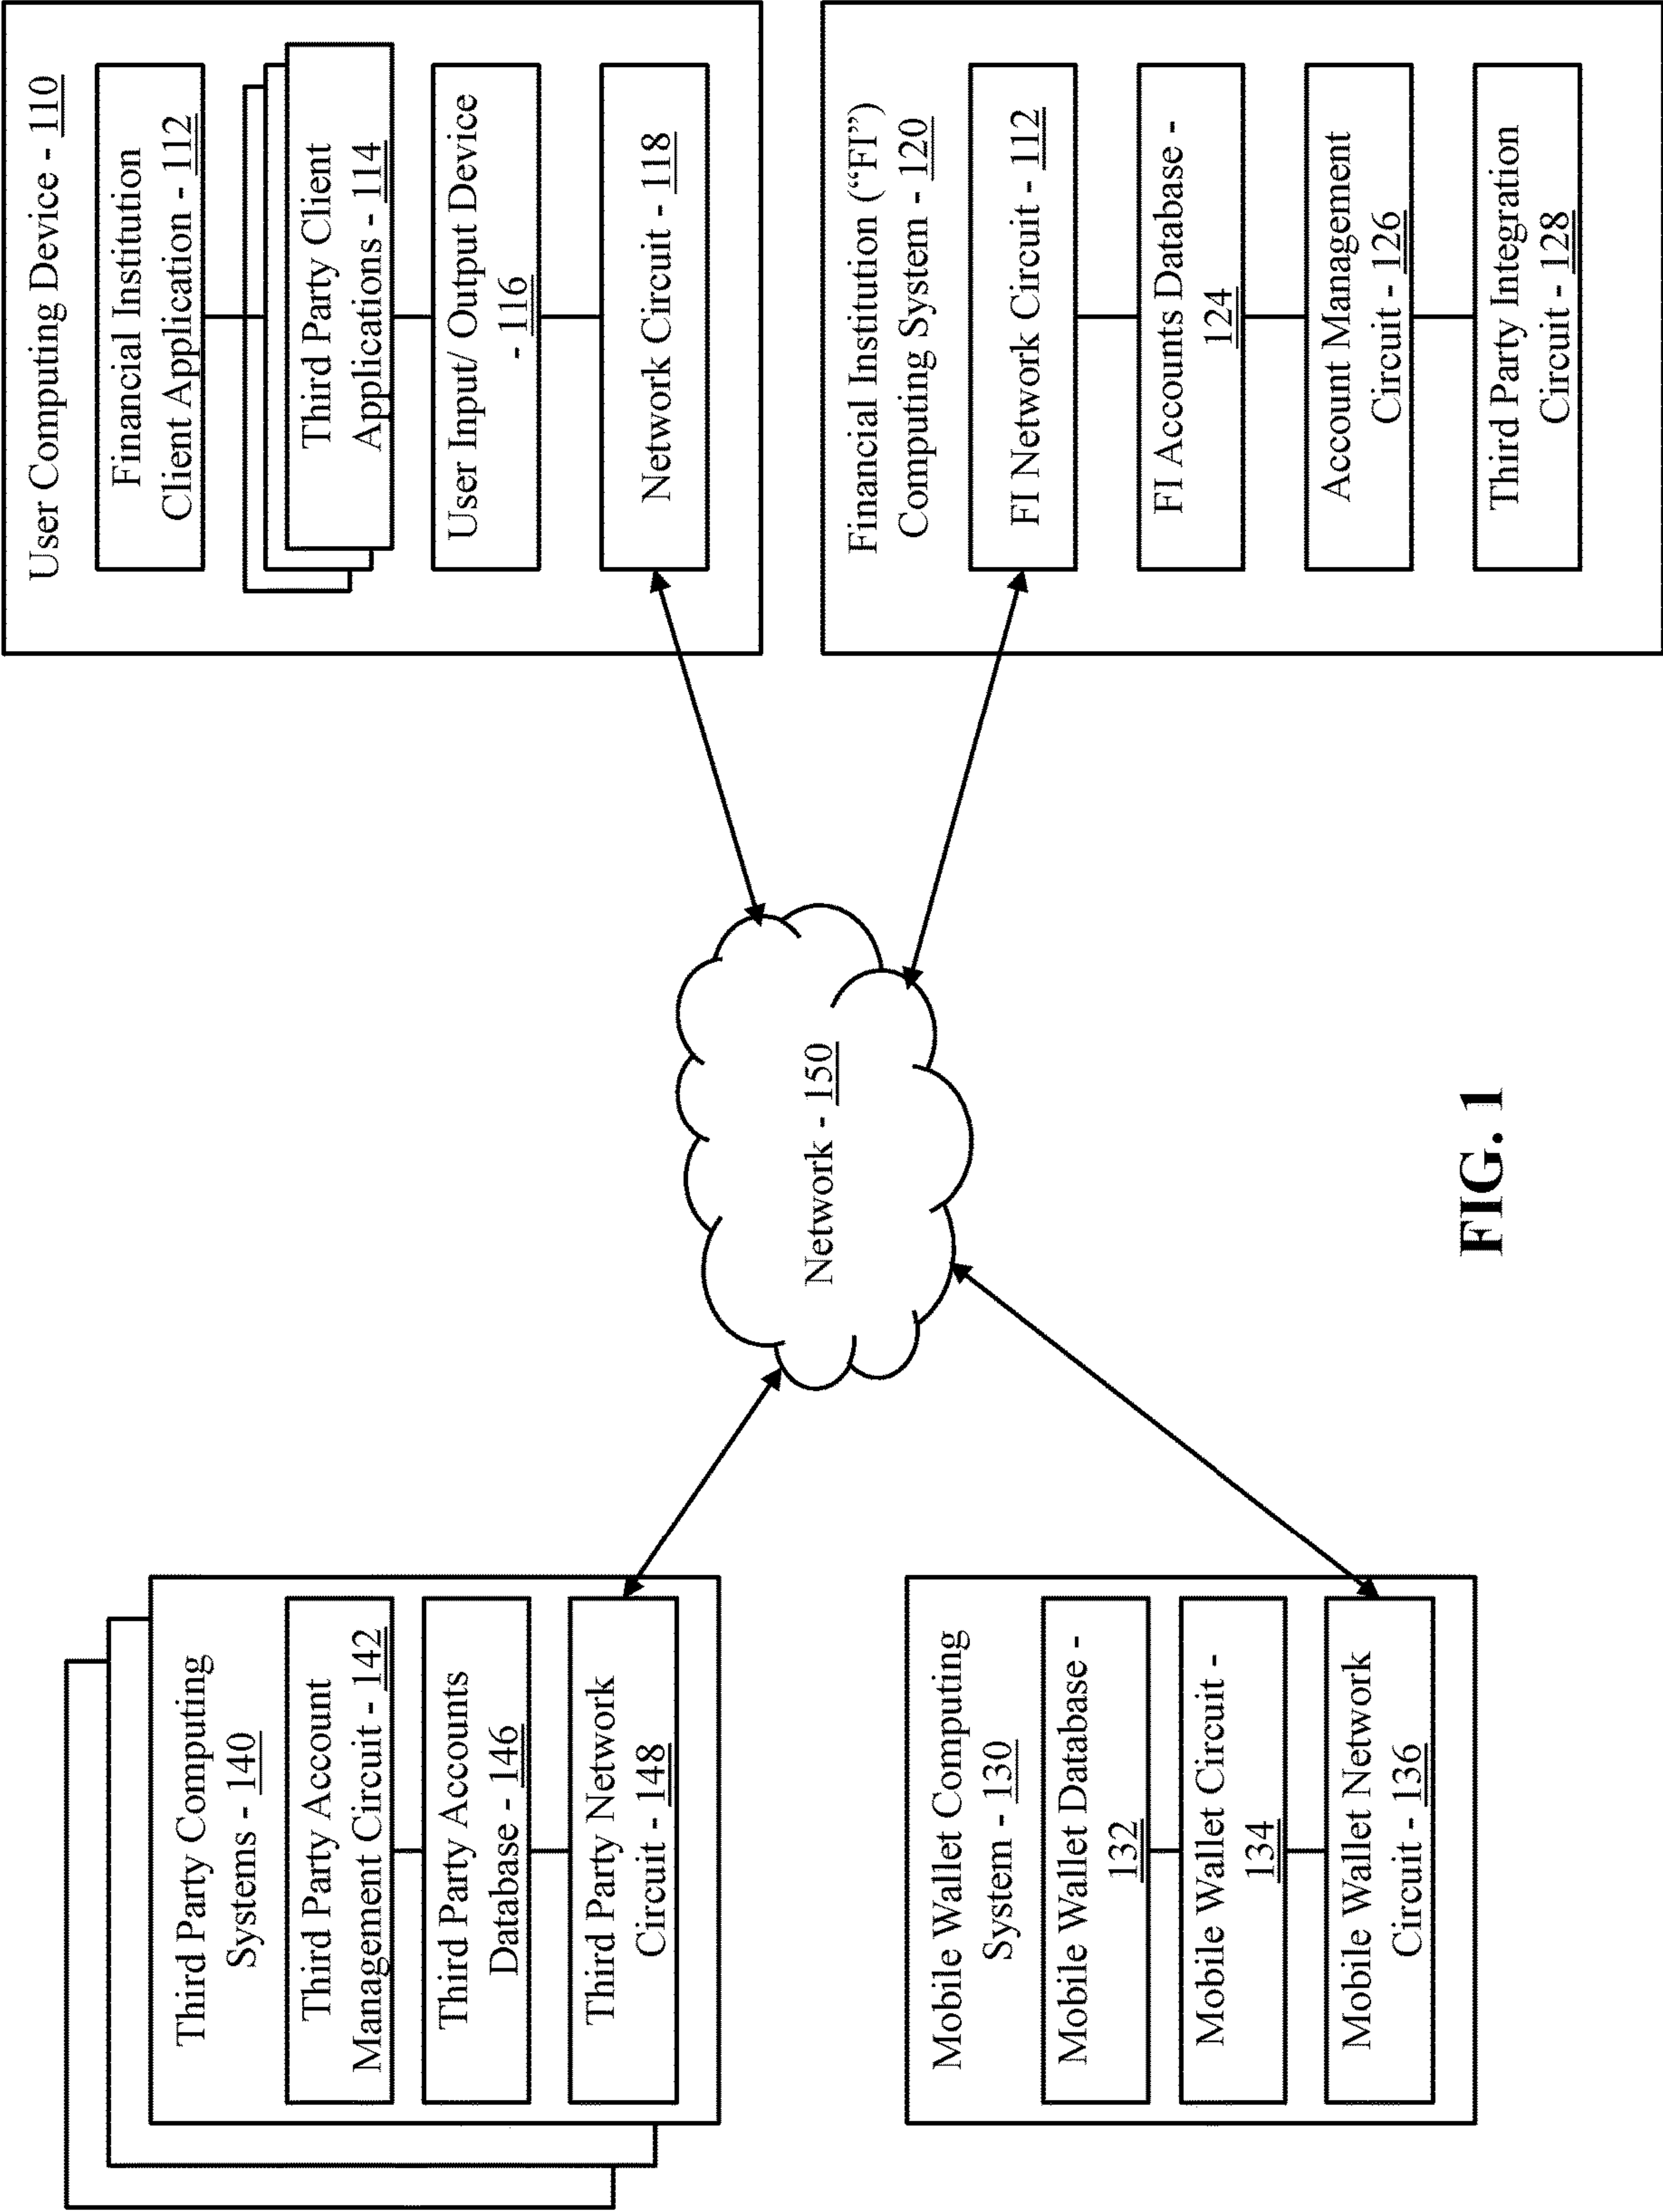 Third Party Computing
Systems - 140
Third Party Account
Management Circuit - 142
Third Party Accounts
Database - 146
Third Party Network
Circuit - 148
User Computing Device - 110
Financial Institution
Client Application - 112
Third Party Client
Applications - 114
User Input/ Output Device
- 116
Network Circuit - 118
Network - 150
Mobile Wallet Computing
System - 130
Mobile Wallet Database -
132
Mobile Wallet Circuit -
134
Mobile Wallet Network
Circuit - 136
Financial Institution (“FI”)
Computing System - 120
FI Network Circuit - 112
FI Accounts Database -
124
Account Management
Circuit - 126
Third Party Integration
Circuit - 128
FIG. 1